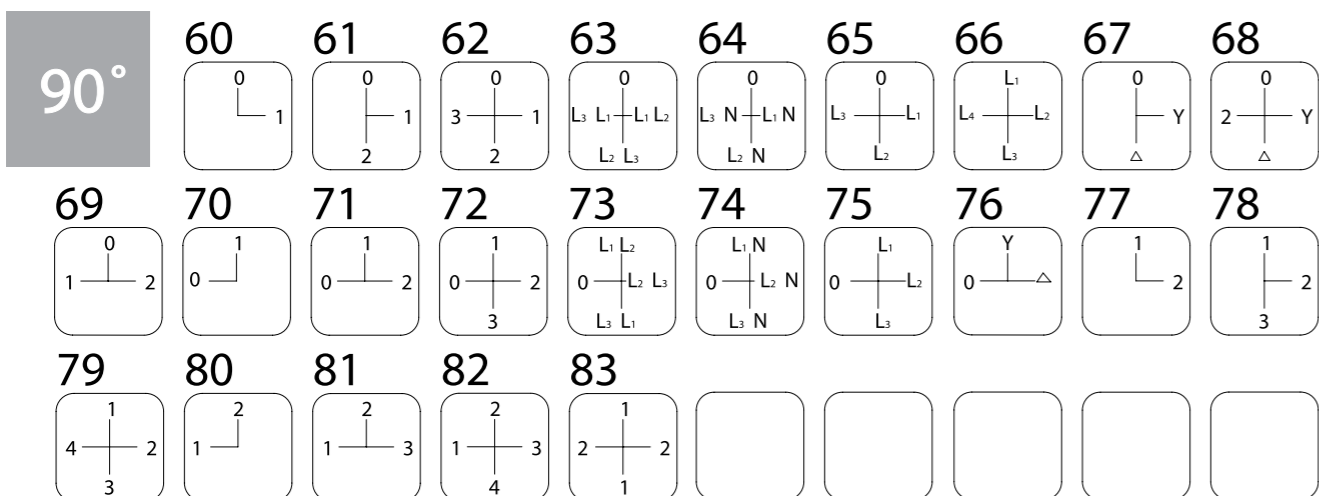 90°
60 61 62 63 64 65 66 67 68
0 0 0 0 0 0 L1 0 0
1 1 3 1 L3 L1 L1 L2 L3 N L1 N L3 L1 L4 L2 Y 2 Y
2 2 L2 L3 L2 N L2 L3 △ △
69 70 71 72 73 74 75 76 77 78
0 1 1 1 L1 L2 L1 N L1 Y 1 1
1 2 0 0 2 0 2 0 L2 L3 0 L2 N 0 L2 0 △ 2 2
3 L3 L1 L3 N L3 3
79 80 81 82 83
1 2 2 2 1
4 2 1 1 3 1 3 2 2
3 4 1